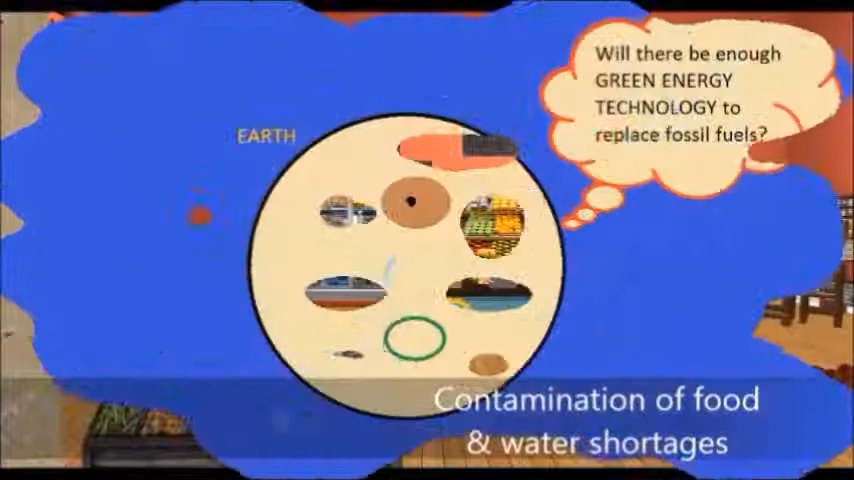 Will there be enough
GREEN ENERGY
TECHNOLOGY to
replace fossil fuels?
EARTH
Contamination of food
& water shortages